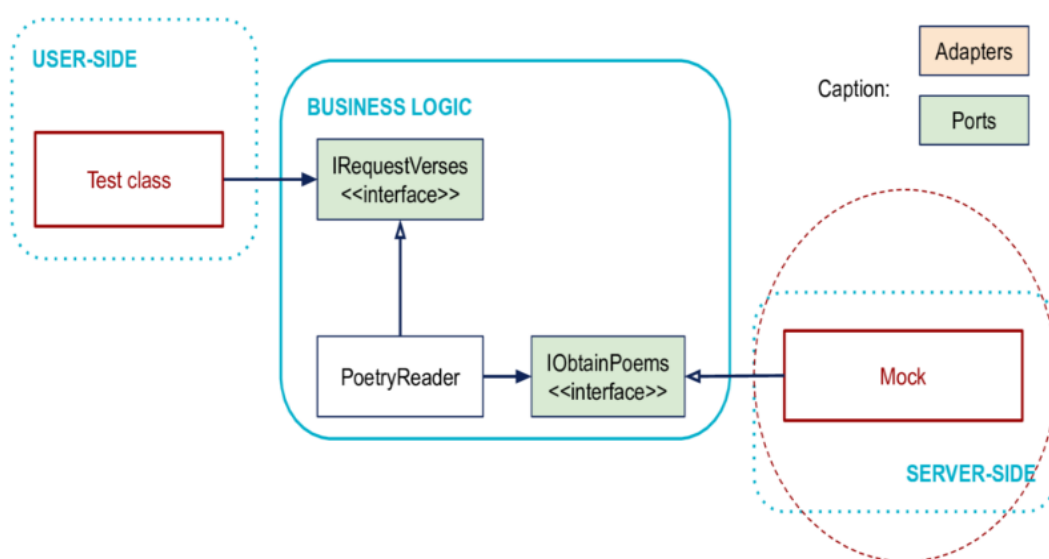 USER-SIDE
Test class
BUSINESS LOGIC
IRequestVerses
<<interface>>
PoetryReader
IObtainPoems
<<interface>>
Caption:
Adapters
Ports
Mock
SERVER-SIDE